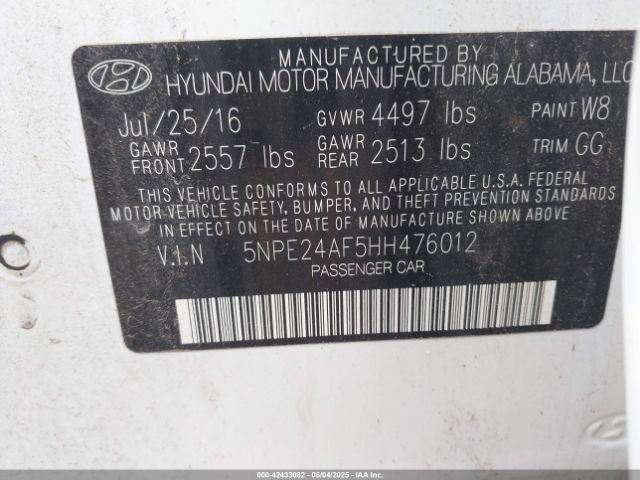 MANUFACTURED BY
HYUNDAI MOTOR MANUFACTURING ALABAMA, LLC
Jul/25/16 GVWR 4497 lbs PAINT W8
GAWR FRONT 2557 lbs GAWR REAR 2513 lbs TRIM GG
THIS VEHICLE CONFORMS TO ALL APPLICABLE U.S.A. FEDERAL
MOTOR VEHICLE SAFETY, BUMPER, AND THEFT PREVENTION STANDARDS
IN EFFECT ON THE DATE OF MANUFACTURE SHOWN ABOVE
V.I.N 5NPE24AF5HH476012
PASSENGER CAR
000-42433082 - 06/04/2025 - IAAI.com